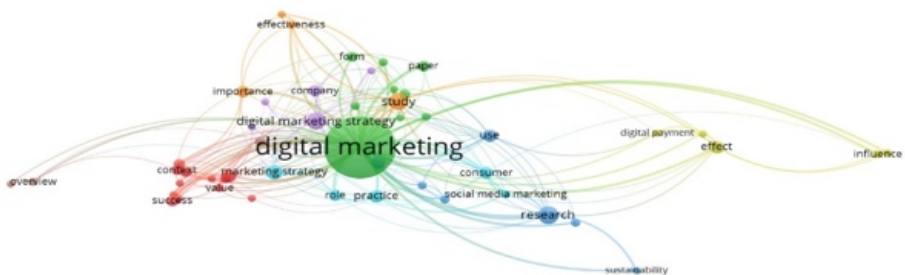 effectiveness
form
paper
importance
company
study
digital marketing strategy
use
digital payment
digital marketing
effect
influence
context
marketing strategy
consumer
overview
value
success
role
practice
social media marketing
research
sustainability